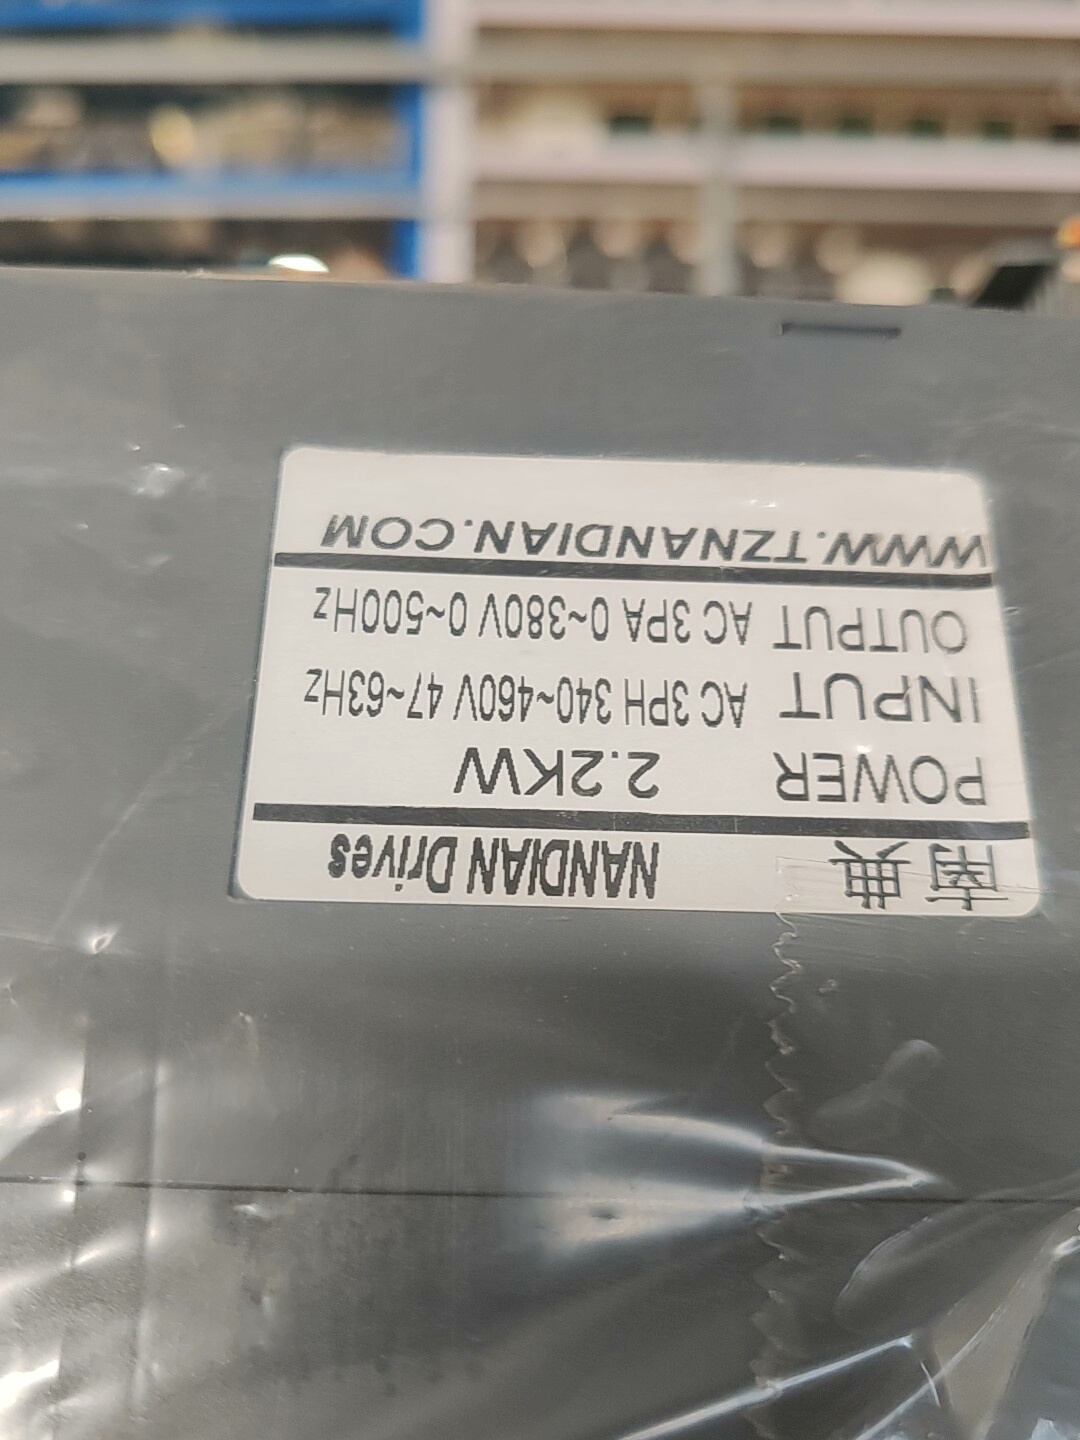 南典 NANDIAN Drives
POWER 2.2KW
INPUT AC 3PH 340~460V 47~63Hz
OUTPUT AC 3PA 0~380V 0~500Hz
WWW.TZNANDIAN.COM